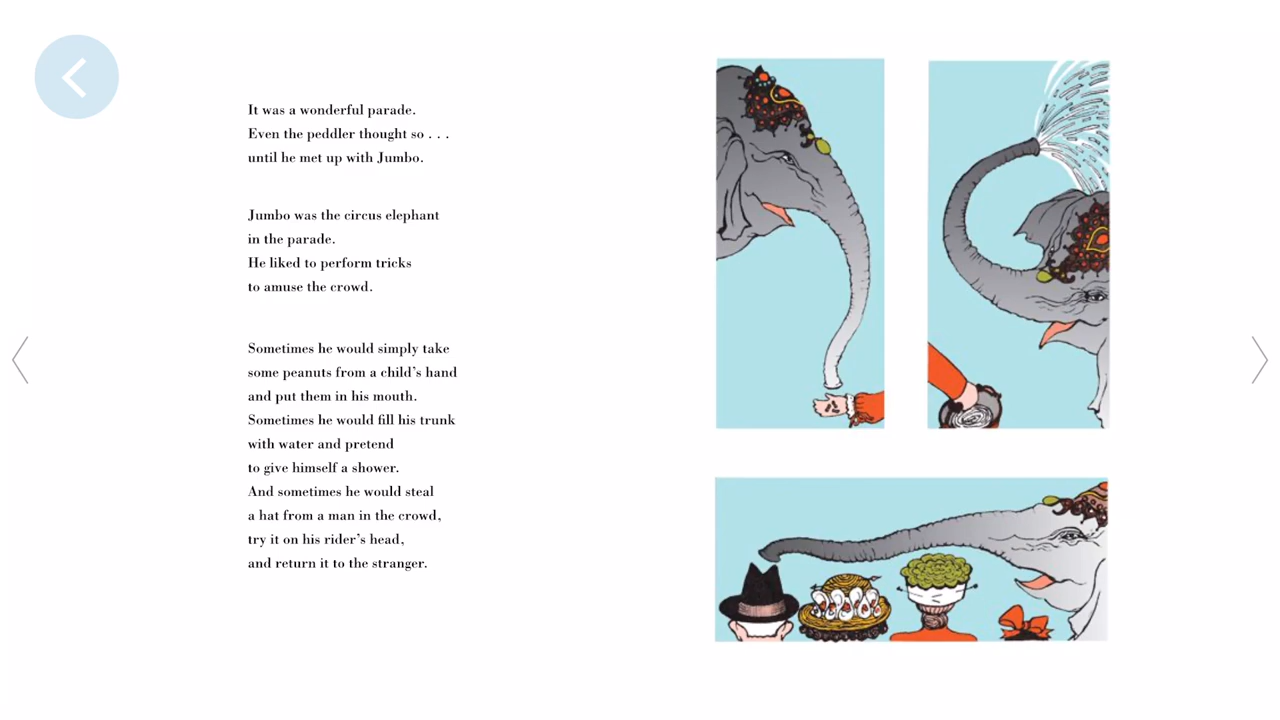 It was a wonderful parade.
Even the peddler thought so . . .
until he met up with Jumbo.
Jumbo was the circus elephant
in the parade.
He liked to perform tricks
to amuse the crowd.
Sometimes he would simply take
some peanuts from a child’s hand
and put them in his mouth.
Sometimes he would fill his trunk
with water and pretend
to give himself a shower.
And sometimes he would steal
a hat from a man in the crowd,
try it on his rider’s head,
and return it to the stranger.